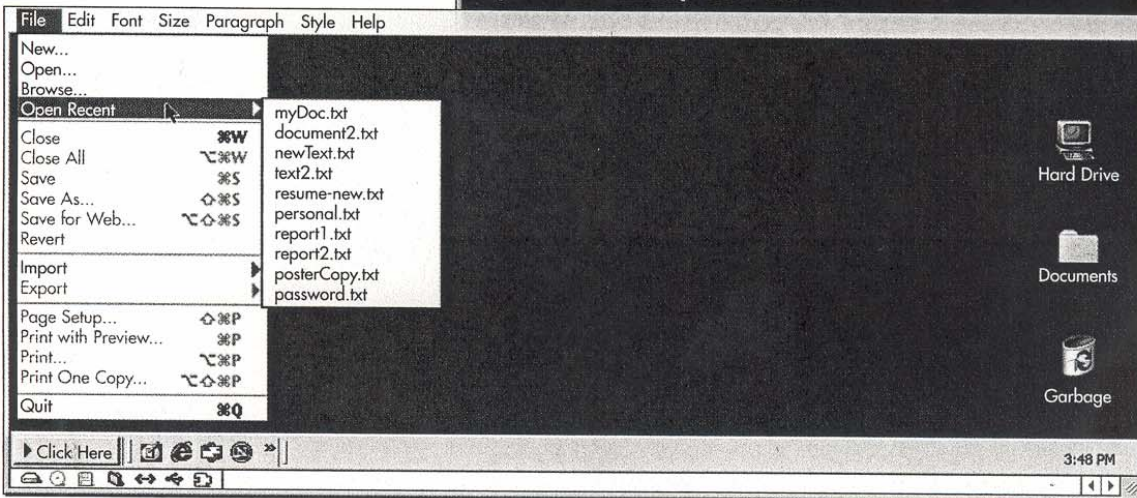 File Edit Font Size Paragraph Style Help
New...
Open...
Browse...
Open Recent
Close ⌘W
Close All ⌥⌘W
Save ⌘S
Save As... ⇧⌘S
Save for Web... ⌥⇧⌘S
Revert
Import
Export
Page Setup... ⇧⌘P
Print with Preview... ⌘P
Print... ⌥⌘P
Print One Copy... ⌥⇧⌘P
Quit ⌘Q
myDoc.txt
document2.txt
newText.txt
text2.txt
resume-new.txt
personal.txt
report1.txt
report2.txt
posterCopy.txt
password.txt
Hard Drive
Documents
Garbage
Click Here
3:48 PM